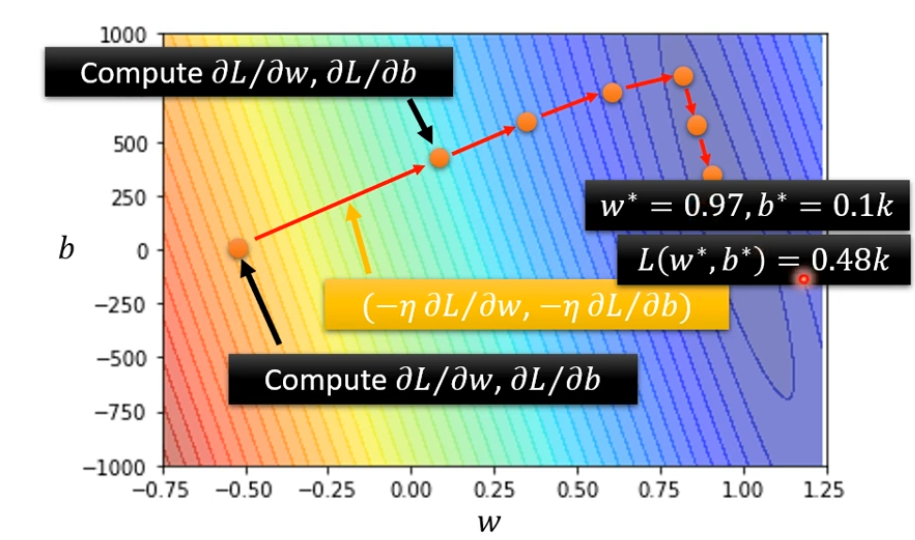 1000
Compute ∂L/∂w, ∂L/∂b
500
250
w* = 0.97, b* = 0.1k
b
0
L(w*, b*) = 0.48k
−250
(−η ∂L/∂w, −η ∂L/∂b)
−500
Compute ∂L/∂w, ∂L/∂b
−750
−1000
−0.75 −0.50 −0.25 0.00 0.25 0.50 0.75 1.00 1.25
w